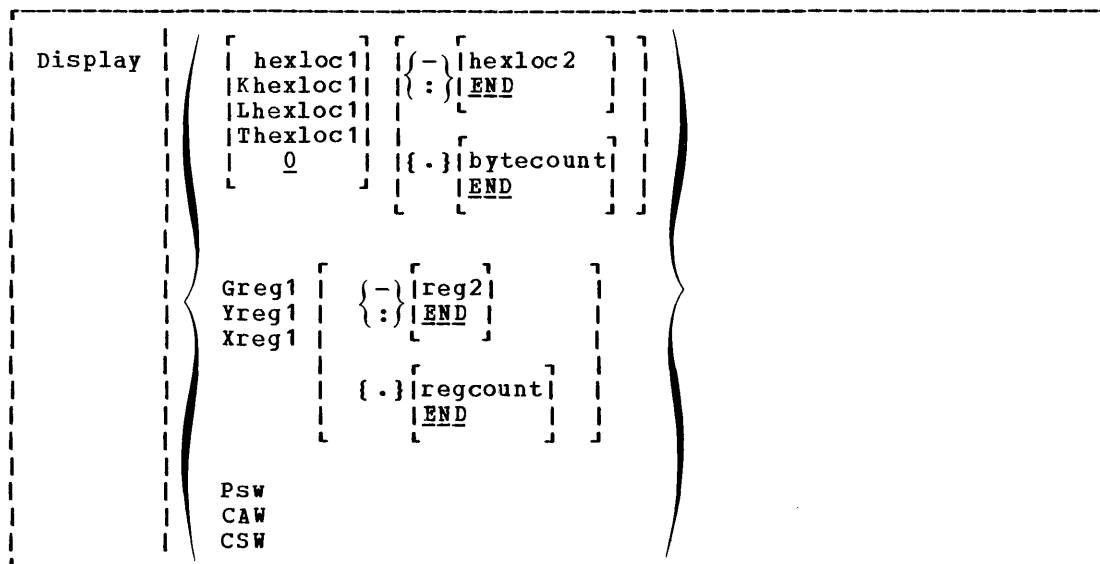 Display hexloc1 { - } hexloc2
Khexloc1 { : } END
Lhexloc1
Thexloc1
0 { . } bytecount
END
Greg1 { - } reg2
Yreg1 { : } END
Xreg1
{ . } regcount
END
Psw
CAW
CSW